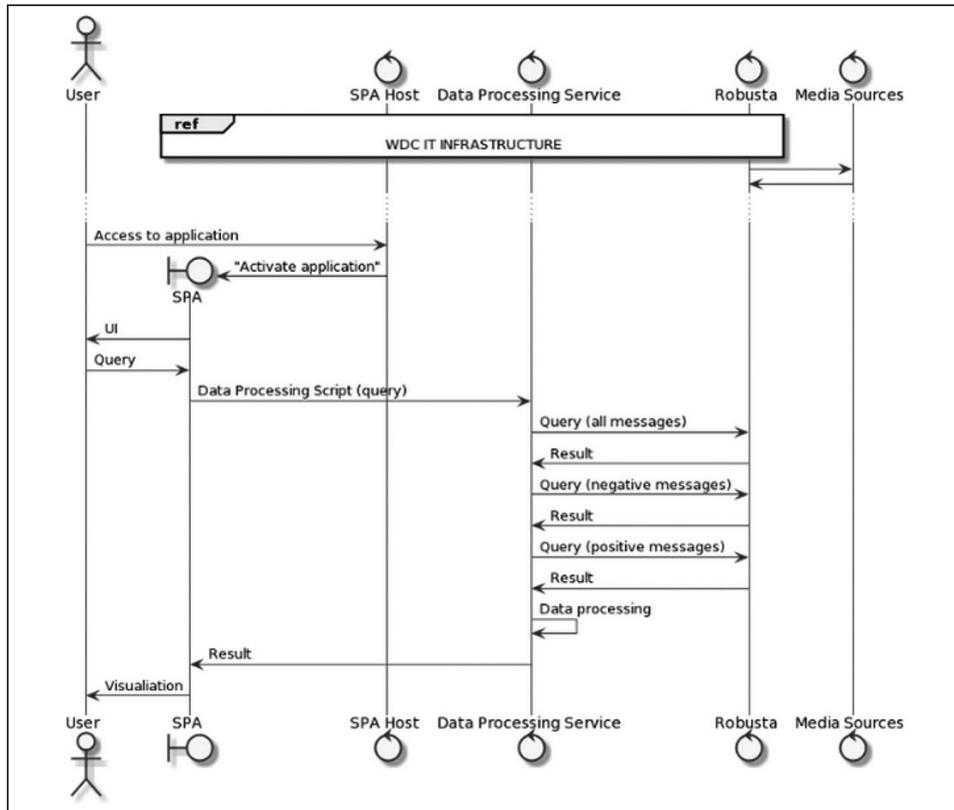 User
SPA Host
Data Processing Service
Robusta
Media Sources
ref
WDC IT INFRASTRUCTURE
Access to application
"Activate application"
SPA
UI
Query
Data Processing Script (query)
Query (all messages)
Result
Query (negative messages)
Result
Query (positive messages)
Result
Data processing
Result
Visualiation
User
SPA
SPA Host
Data Processing Service
Robusta
Media Sources